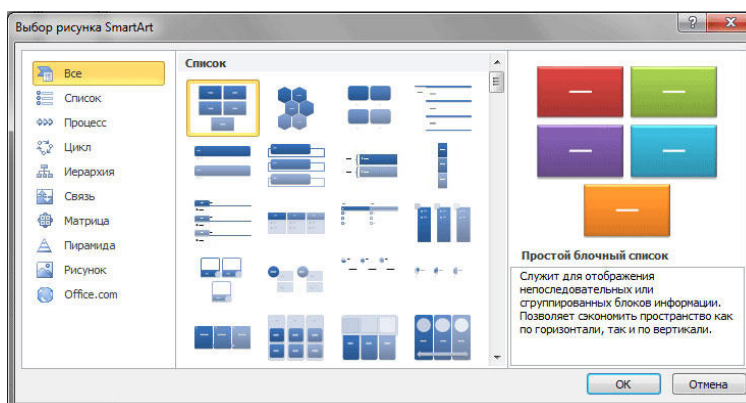 Выбор рисунка SmartArt
Все
Список
Процесс
Цикл
Иерархия
Связь
Матрица
Пирамида
Рисунок
Office.com
Список
Простой блочный список
Служит для отображения
непоследовательных или
сгруппированных блоков информации.
Позволяет сэкономить пространство как
по горизонтали, так и по вертикали.
ОК
Отмена